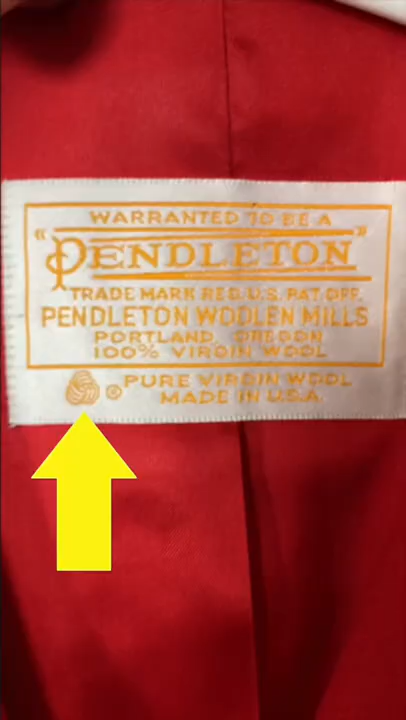 WARRANTED TO BE A
"PENDLETON"
TRADE MARK REG. U.S. PAT. OFF.
PENDLETON WOOLEN MILLS
PORTLAND, OREGON
100% VIRGIN WOOL
® PURE VIRGIN WOOL
MADE IN U.S.A.